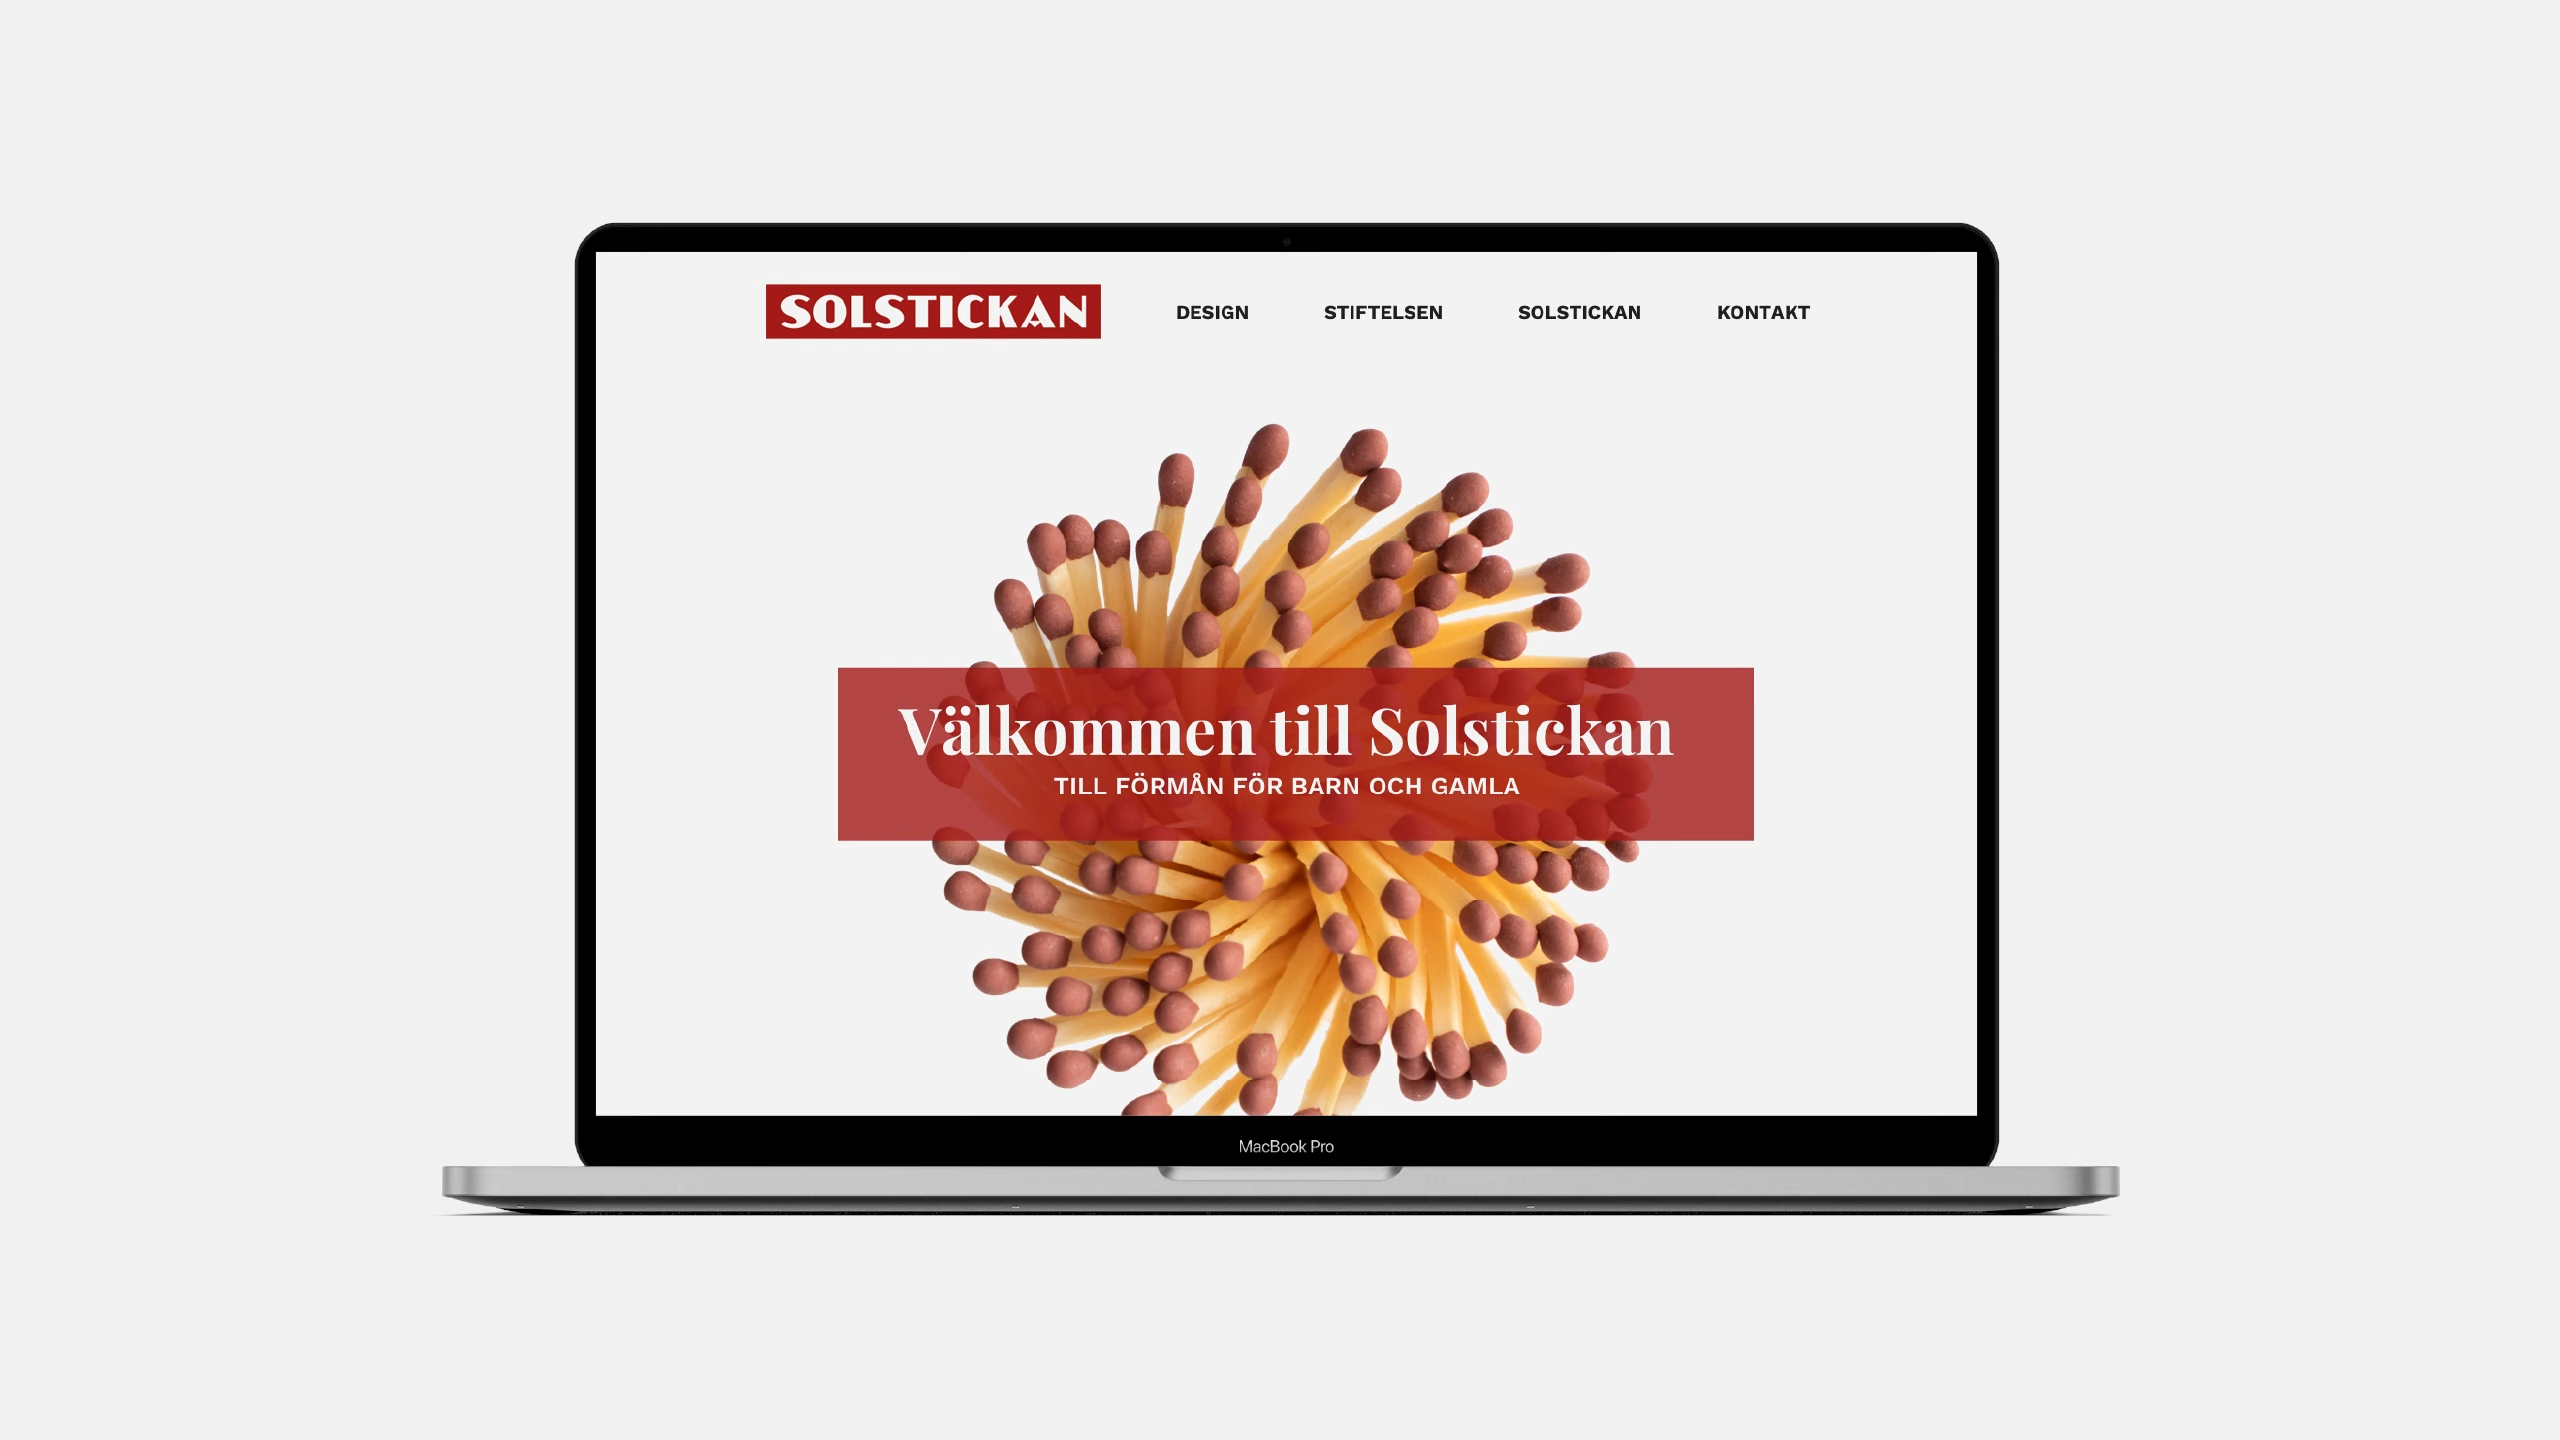 SOLSTICKAN
DESIGN STIFTELSEN SOLSTICKAN KONTAKT
Välkommen till Solstickan
TILL FÖRMÅN FÖR BARN OCH GAMLA
MacBook Pro